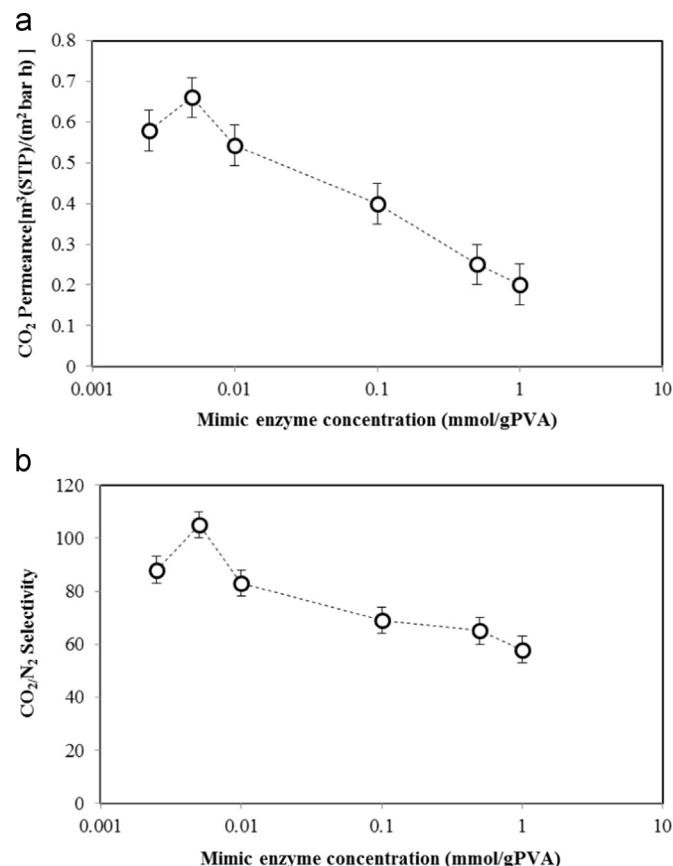 a
CO₂ Permeance[m³(STP)/(m² bar h) ]
0.8
0.7
0.6
0.5
0.4
0.3
0.2
0.1
0
0.001 0.01 0.1 1 10
Mimic enzyme concentration (mmol/gPVA)
b
CO₂/N₂ Selectivity
120
100
80
60
40
20
0
0.001 0.01 0.1 1 10
Mimic enzyme concentration (mmol/gPVA)